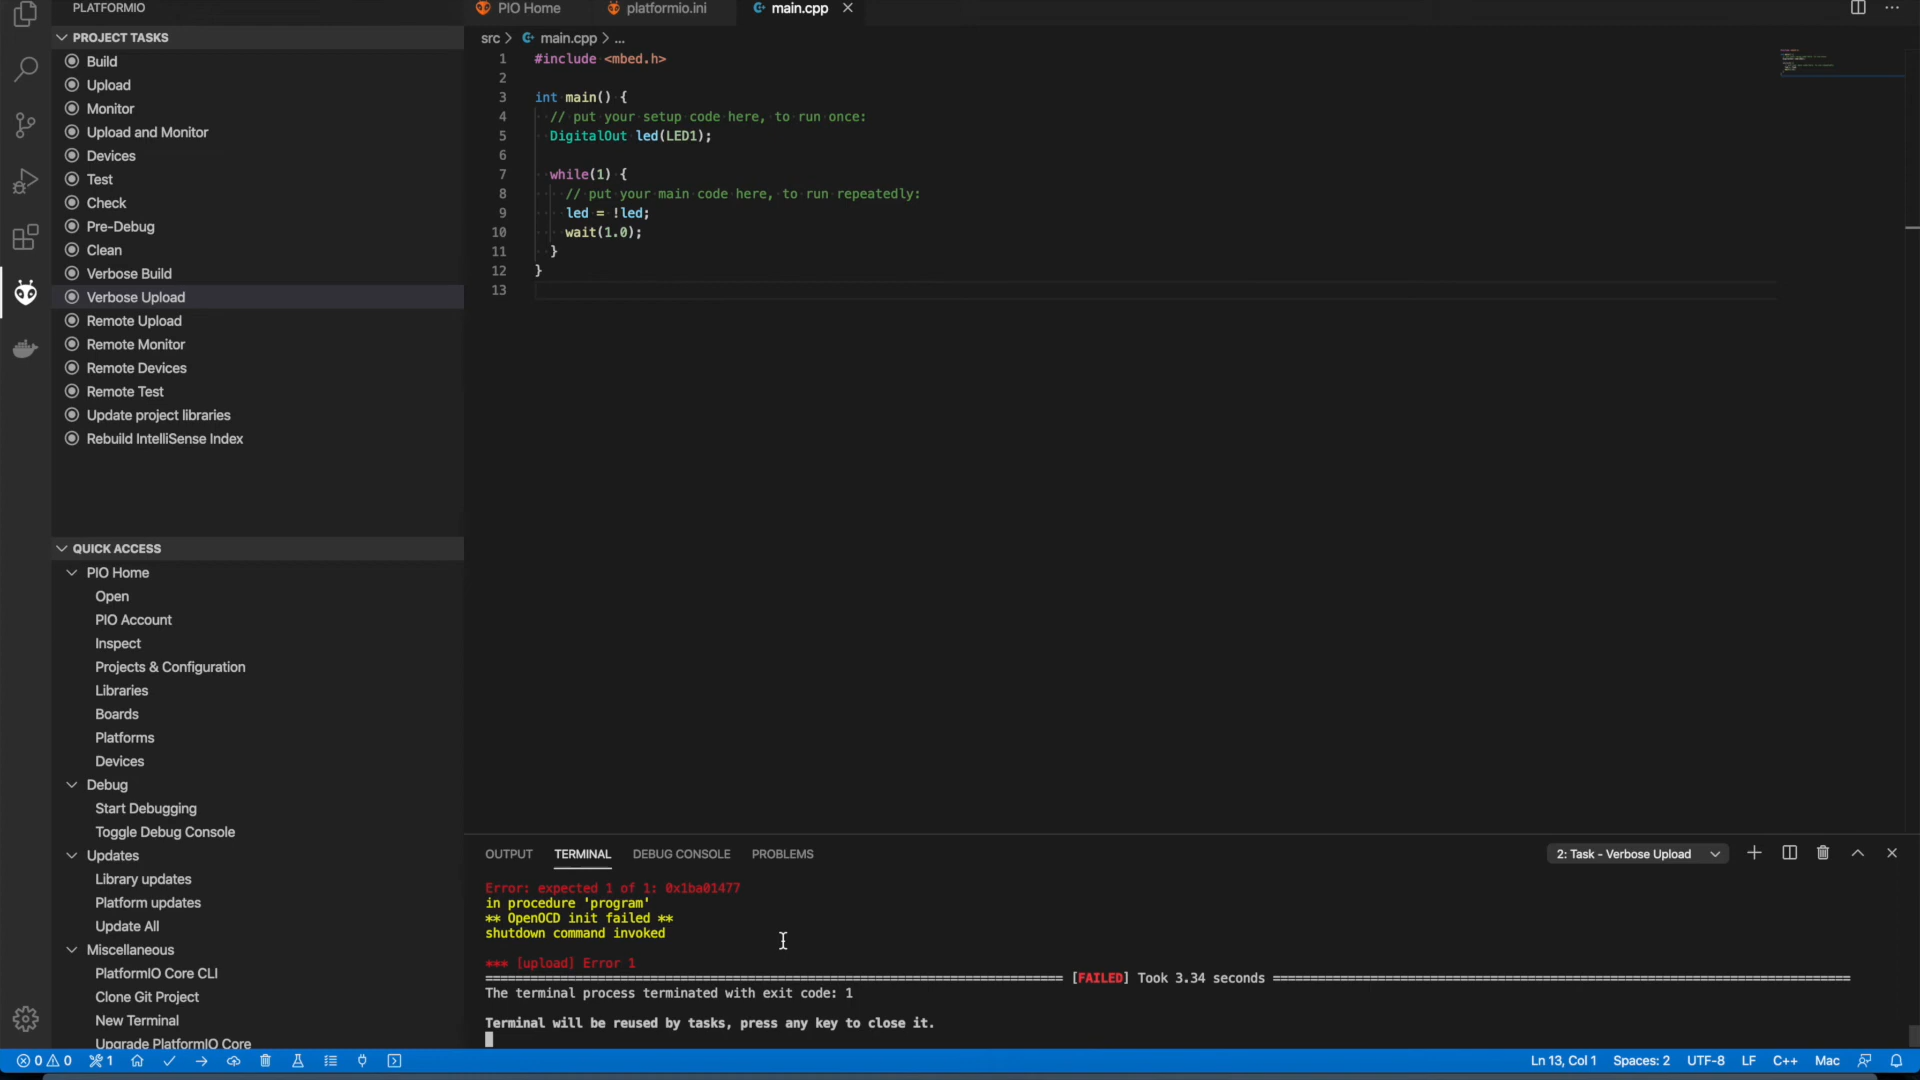 PLATFORMIO
PROJECT TASKS
Build
Upload
Monitor
Upload and Monitor
Devices
Test
Check
Pre-Debug
Clean
Verbose Build
Verbose Upload
Remote Upload
Remote Monitor
Remote Devices
Remote Test
Update project libraries
Rebuild IntelliSense Index
QUICK ACCESS
PIO Home
Open
PIO Account
Inspect
Projects & Configuration
Libraries
Boards
Platforms
Devices
Debug
Start Debugging
Toggle Debug Console
Updates
Library updates
Platform updates
Update All
Miscellaneous
PlatformIO Core CLI
Clone Git Project
New Terminal
Upgrade PlatformIO Core
PIO Home platformio.ini main.cpp
src > main.cpp > ...
1 #include <mbed.h>
2
3 int main() {
4 // put your setup code here, to run once:
5 DigitalOut led(LED1);
6
7 while(1) {
8 // put your main code here, to run repeatedly:
9 led = !led;
10 wait(1.0);
11 }
12 }
13
OUTPUT TERMINAL DEBUG CONSOLE PROBLEMS 2: Task - Verbose Upload
Error: expected 1 of 1: 0x1ba01477
in procedure 'program'
** OpenOCD init failed **
shutdown command invoked
*** [upload] Error 1
[FAILED] Took 3.34 seconds
The terminal process terminated with exit code: 1
Terminal will be reused by tasks, press any key to close it.
0 0 1 Ln 13, Col 1 Spaces: 2 UTF-8 LF C++ Mac